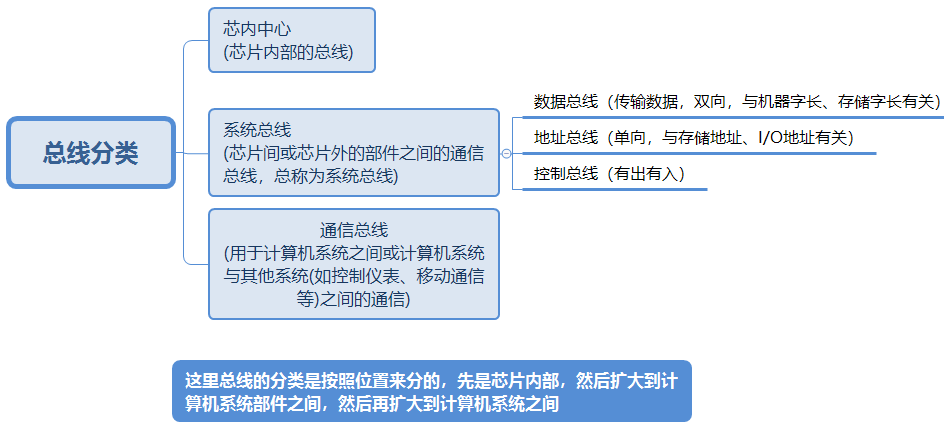 总线分类
芯内中心
(芯片内部的总线)
系统总线
(芯片间或芯片外的部件之间的通信
总线，总称为系统总线)
数据总线（传输数据，双向，与机器字长、存储字长有关）
地址总线（单向，与存储地址、I/O地址有关）
控制总线（有出有入）
通信总线
(用于计算机系统之间或计算机系统
与其他系统(如控制仪表、移动通信
等)之间的通信)
这里总线的分类是按照位置来分的，先是芯片内部，然后扩大到计
算机系统部件之间，然后再扩大到计算机系统之间